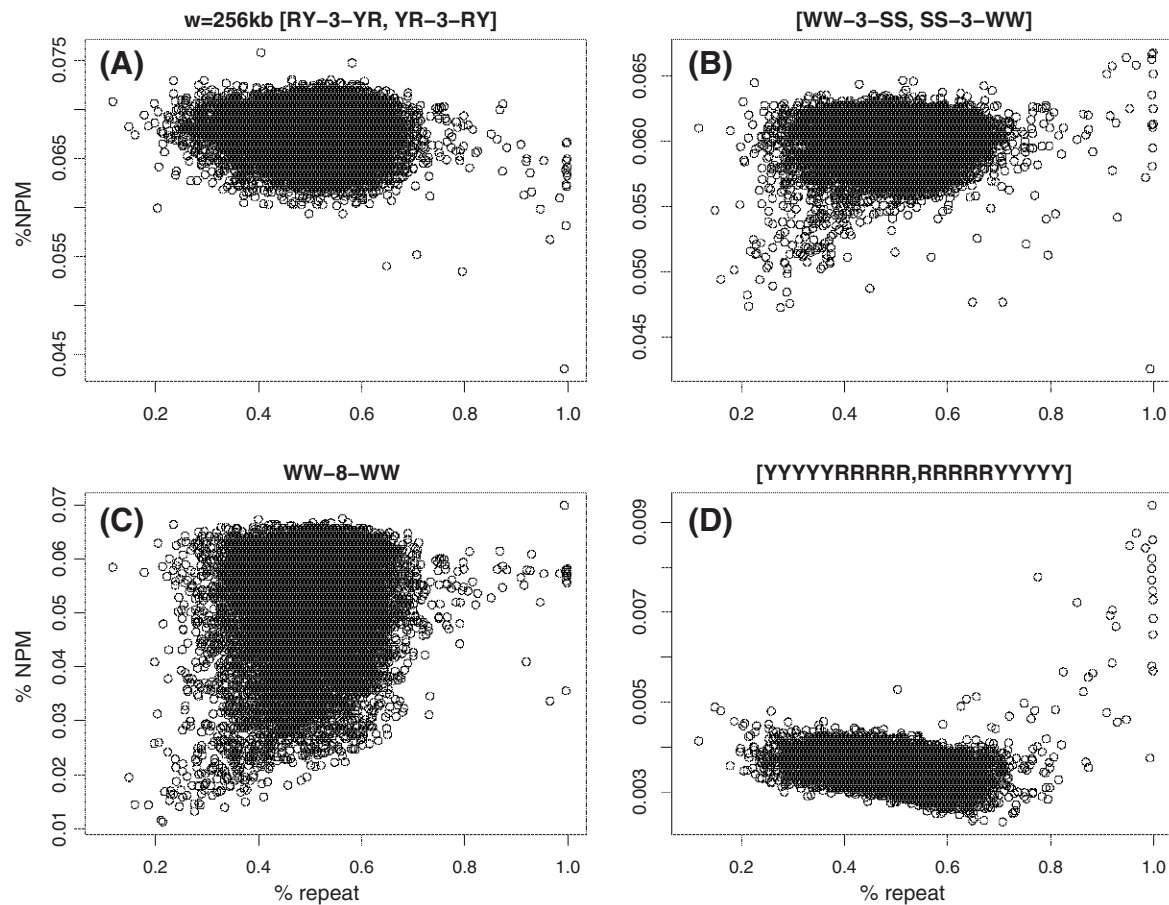 w=256kb [RY−3−YR, YR−3−RY]
[WW−3−SS, SS−3−WW]
(A)
(B)
%NPM
0.075
0.065
0.055
0.045
0.065
0.060
0.055
0.050
0.045
0.2 0.4 0.6 0.8 1.0
0.2 0.4 0.6 0.8 1.0
WW−8−WW
[YYYYYRRRRR,RRRRRYYYYY]
(C)
(D)
% NPM
0.07
0.06
0.05
0.04
0.03
0.02
0.01
0.009
0.007
0.005
0.003
0.2 0.4 0.6 0.8 1.0
0.2 0.4 0.6 0.8 1.0
% repeat
% repeat